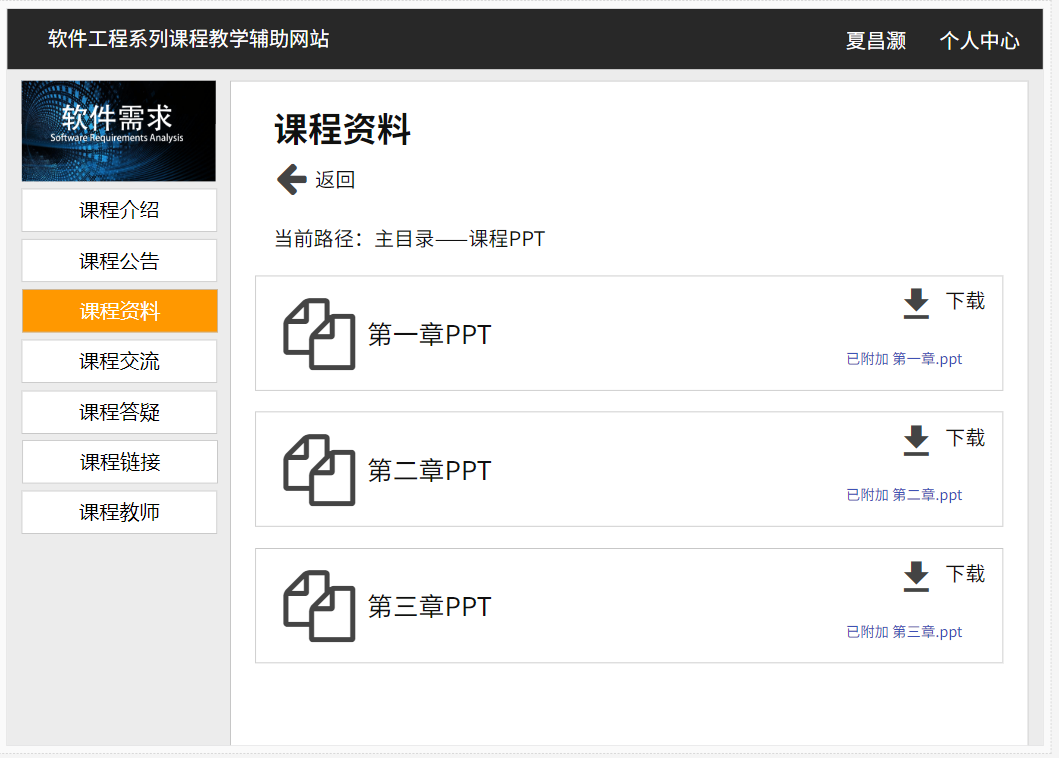 软件工程系列课程教学辅助网站
夏昌灏 个人中心
软件需求
Software Requirements Analysis
课程介绍
课程公告
课程资料
课程交流
课程答疑
课程链接
课程教师
课程资料
返回
当前路径：主目录——课程PPT
第一章PPT
下载
已附加 第一章.ppt
第二章PPT
下载
已附加 第二章.ppt
第三章PPT
下载
已附加 第三章.ppt